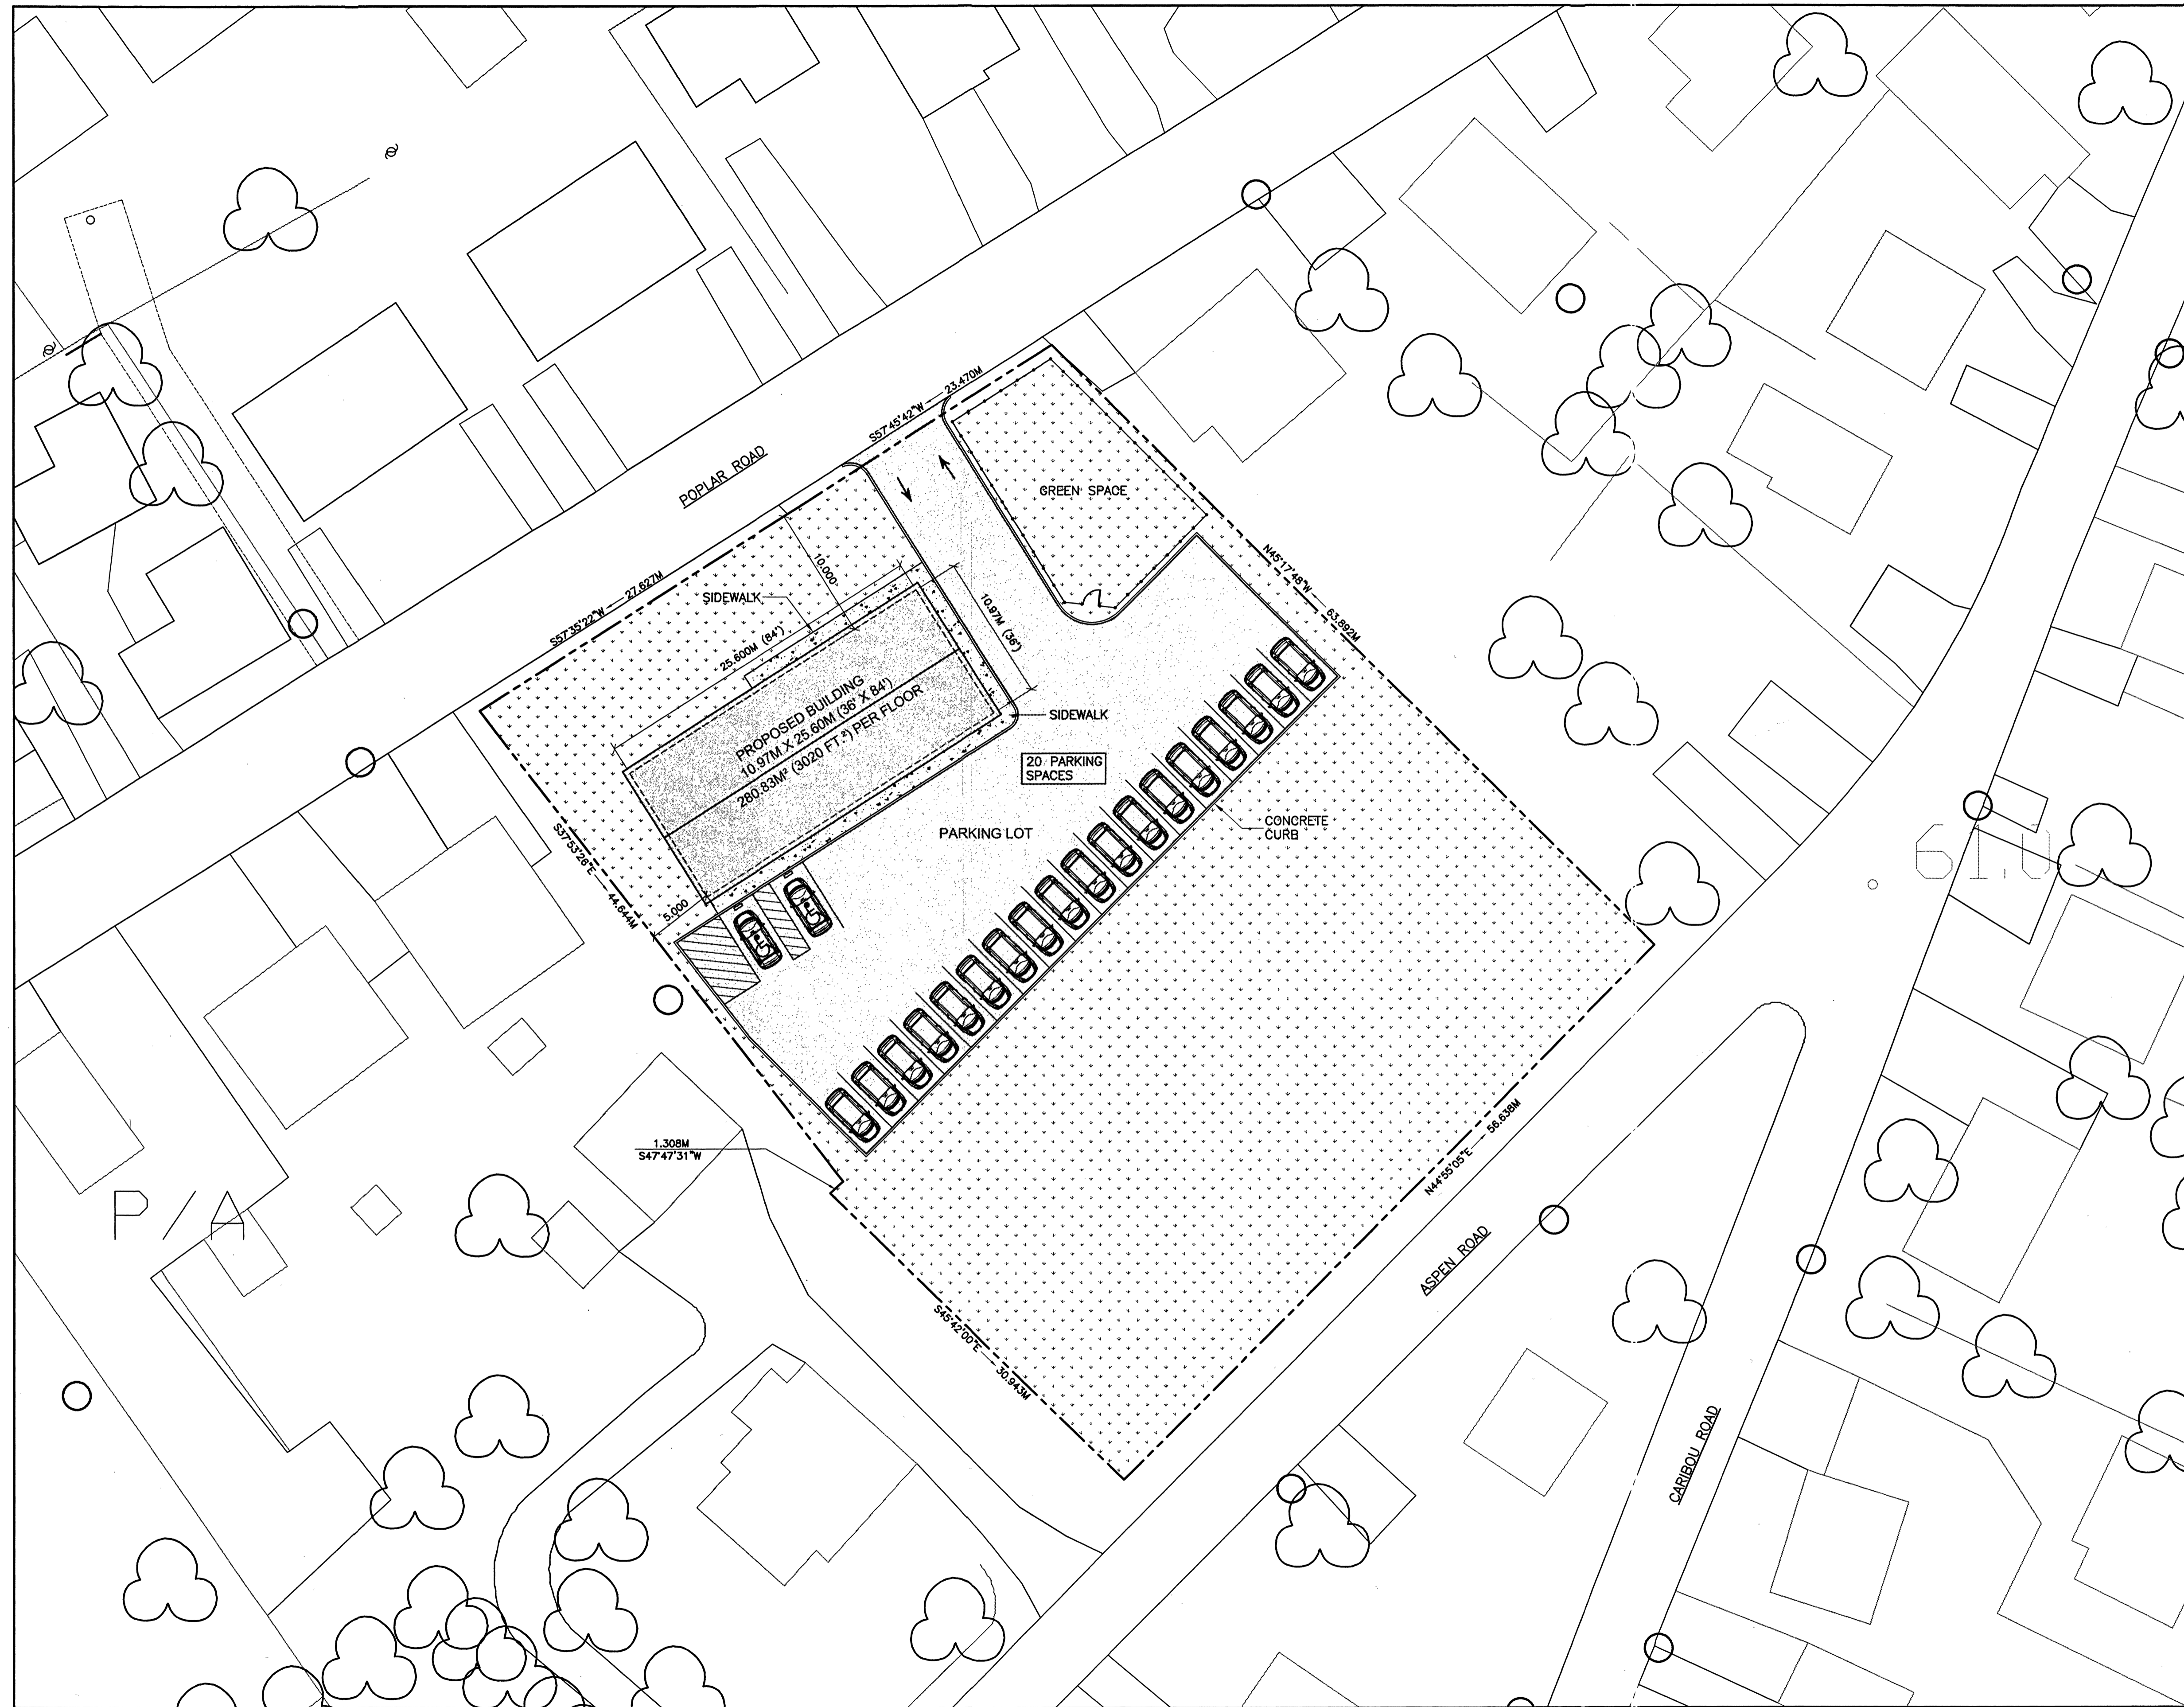 23.470M
S57°45'42"W
POPLAR ROAD
GREEN SPACE
27.627M
S57°35'22"W
10.000
SIDEWALK
25.600M (84')
10.97M (36')
N45°17'48"W
63.892M
PROPOSED BUILDING
10.97M X 25.60M (36' X 84')
280.83M² (3020 FT.²) PER FLOOR
SIDEWALK
20 PARKING
SPACES
PARKING LOT
CONCRETE
CURB
61.0
S37°53'26"E
44.644M
5.000
1.308M
S47°47'31"W
P/A
56.638M
N44°55'05"E
ASPEN ROAD
S45°42'00"E
30.943M
CARIBOU ROAD